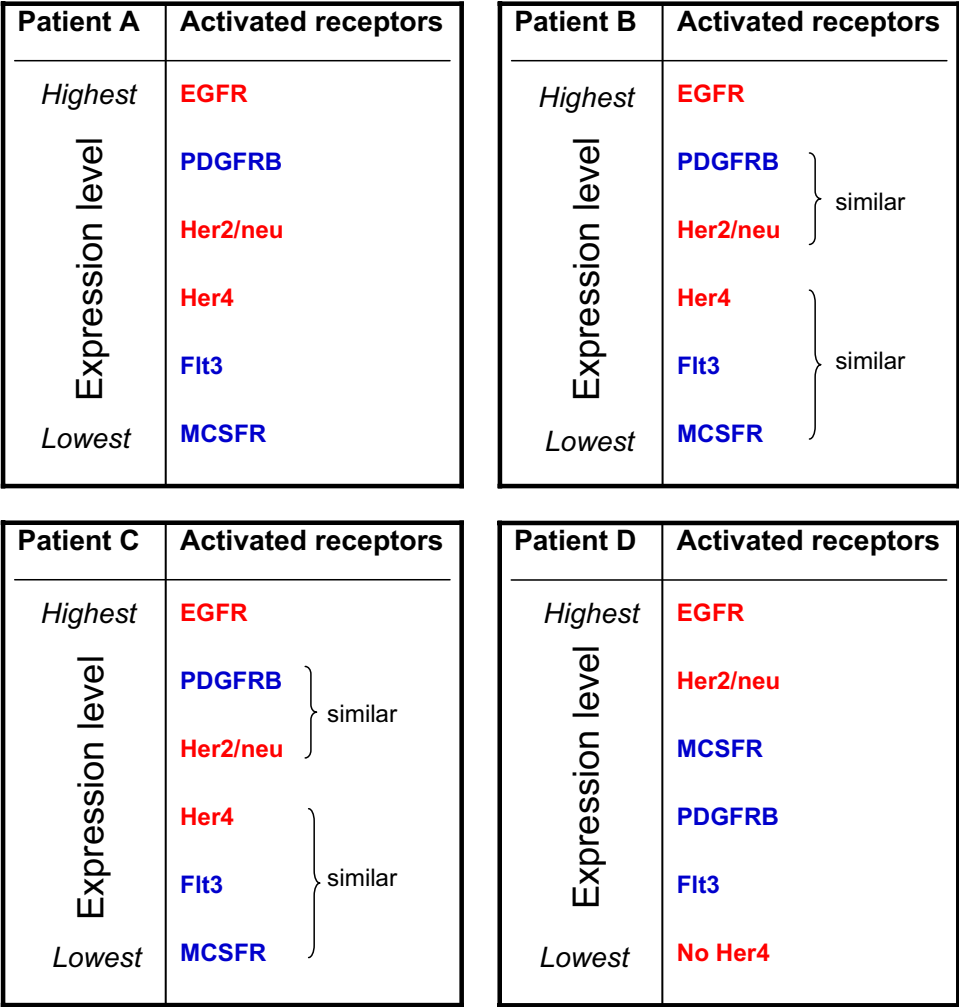 Patient A Activated receptors
Highest EGFR
PDGFRB
Her2/neu
Expression level
Her4
Flt3
Lowest MCSFR
Patient B Activated receptors
Highest EGFR
PDGFRB
similar
Her2/neu
Expression level
Her4
Flt3
similar
Lowest MCSFR
Patient C Activated receptors
Highest EGFR
PDGFRB
similar
Her2/neu
Expression level
Her4
Flt3
similar
Lowest MCSFR
Patient D Activated receptors
Highest EGFR
Her2/neu
MCSFR
Expression level
PDGFRB
Flt3
Lowest No Her4